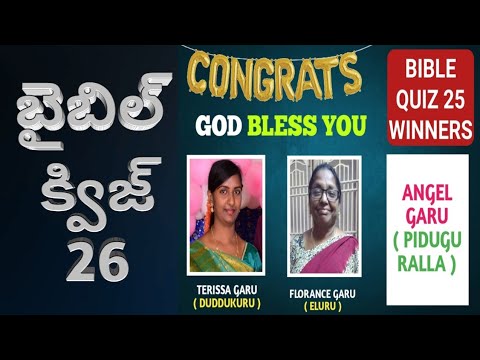 బైబిల్
క్విజ్
26
CONGRATS
GOD BLESS YOU
BIBLE
QUIZ 25
WINNERS
TERISSA GARU
( DUDDUKURU )
FLORANCE GARU
( ELURU )
ANGEL
GARU
( PIDUGU
RALLA )